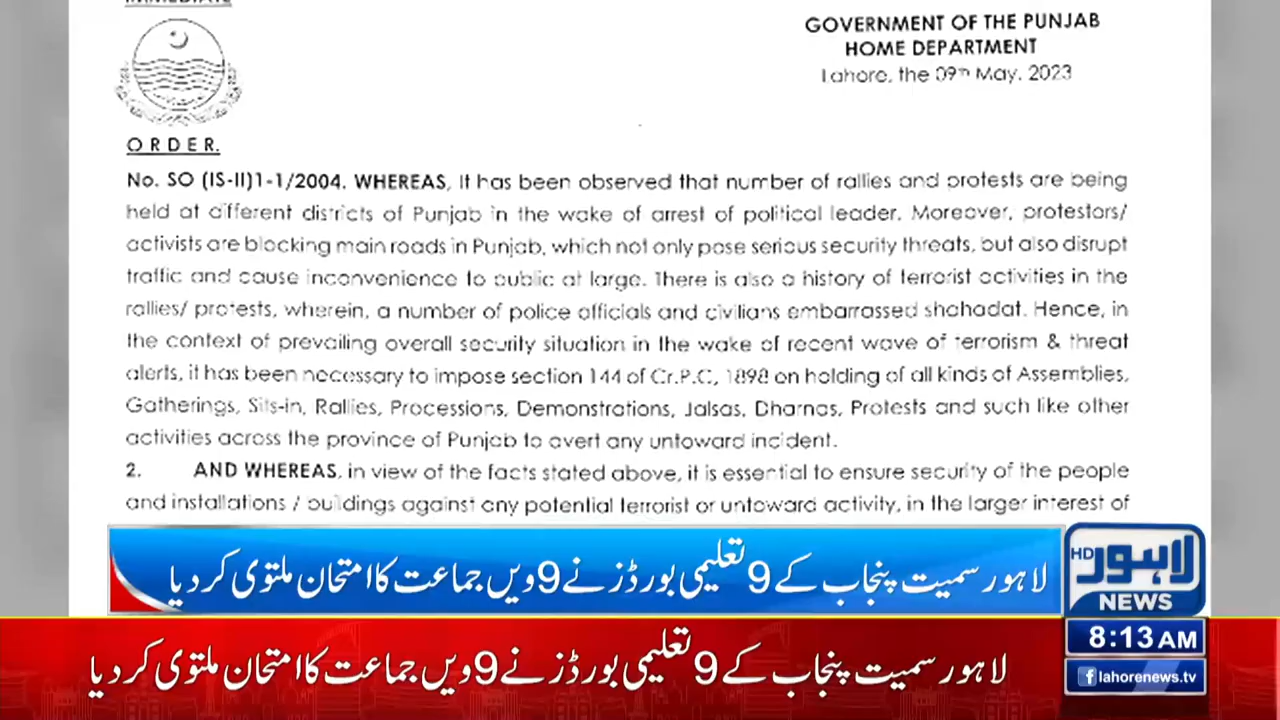 IMMEDIATE
GOVERNMENT OF THE PUNJAB
HOME DEPARTMENT
Lahore, the 09th May, 2023
ORDER.
No. SO (IS-II)1-1/2004. WHEREAS, It has been observed that number of rallies and protests are being
held at different districts of Punjab in the wake of arrest of political leader. Moreover, protestors/
activists are blocking main roads in Punjab, which not only pose serious security threats, but also disrupt
traffic and cause inconvenience to public at large. There is also a history of terrorist activities in the
rallies/ protests, wherein, a number of police officials and civilians embarrassed shahadat. Hence, in
the context of prevailing overall security situation in the wake of recent wave of terrorism & threat
alerts, it has been necessary to impose section 144 of Cr.P.C, 1898 on holding of all kinds of Assemblies,
Gatherings, Sits-in, Rallies, Processions, Demonstrations, Jalsas, Dharnas, Protests and such like other
activities across the province of Punjab to avert any untoward incident.
2. AND WHEREAS, in view of the facts stated above, it is essential to ensure security of the people
and installations / buildings against any potential terrorist or untoward activity, in the larger interest of
لاہور سمیت پنجاب کے 9 تعلیمی بورڈز نے 9 ویں جماعت کا امتحان ملتوی کر دیا
HD لاہور
NEWS
لاہور سمیت پنجاب کے 9 تعلیمی بورڈز نے 9 ویں جماعت کا امتحان ملتوی کر دیا
8:13 AM
lahorenews.tv